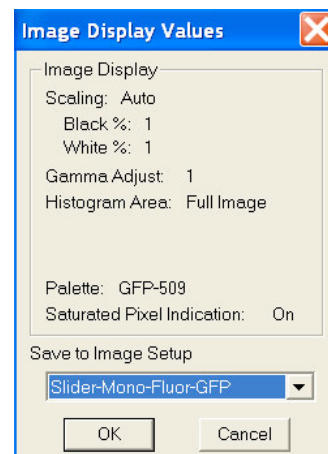 Image Display Values
Image Display
Scaling: Auto
Black %: 1
White %: 1
Gamma Adjust: 1
Histogram Area: Full Image
Palette: GFP-509
Saturated Pixel Indication: On
Save to Image Setup
Slider-Mono-Fluor-GFP
OK Cancel